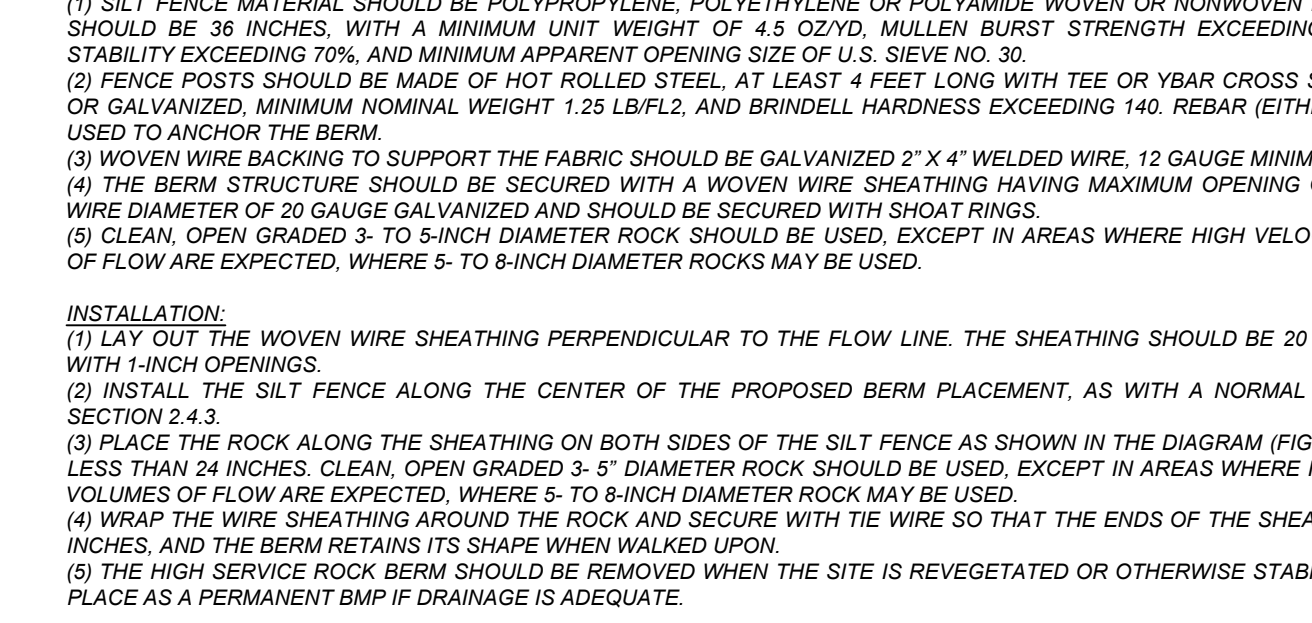 (1) SILT FENCE MATERIAL SHOULD BE POLYPROPYLENE, POLYETHYLENE OR POLYAMIDE WOVEN OR NONWOVEN
SHOULD BE 36 INCHES, WITH A MINIMUM UNIT WEIGHT OF 4.5 OZ/YD, MULLEN BURST STRENGTH EXCEEDING
STABILITY EXCEEDING 70%, AND MINIMUM APPARENT OPENING SIZE OF U.S. SIEVE NO. 30.
(2) FENCE POSTS SHOULD BE MADE OF HOT ROLLED STEEL, AT LEAST 4 FEET LONG WITH TEE OR YBAR CROSS
OR GALVANIZED, MINIMUM NOMINAL WEIGHT 1.25 LB/FL2, AND BRINDELL HARDNESS EXCEEDING 140. REBAR
USED TO ANCHOR THE BERM.
(3) WOVEN WIRE BACKING TO SUPPORT THE FABRIC SHOULD BE GALVANIZED 2” X 4” WELDED WIRE, 12 GAUGE MINIM
(4) THE BERM STRUCTURE SHOULD BE SECURED WITH A WOVEN WIRE SHEATHING HAVING MAXIMUM OPENING
WIRE DIAMETER OF 20 GAUGE GALVANIZED AND SHOULD BE SECURED WITH SHOAT RINGS.
(5) CLEAN, OPEN GRADED 3- TO 5-INCH DIAMETER ROCK SHOULD BE USED, EXCEPT IN AREAS WHERE HIGH VELO
OF FLOW ARE EXPECTED, WHERE 5- TO 8-INCH DIAMETER ROCKS MAY BE USED.
INSTALLATION:
(1) LAY OUT THE WOVEN WIRE SHEATHING PERPENDICULAR TO THE FLOW LINE. THE SHEATHING SHOULD BE 20
WITH 1-INCH OPENINGS.
(2) INSTALL THE SILT FENCE ALONG THE CENTER OF THE PROPOSED BERM PLACEMENT, AS WITH A NORMAL
SECTION 2.4.3.
(3) PLACE THE ROCK ALONG THE SHEATHING ON BOTH SIDES OF THE SILT FENCE AS SHOWN IN THE DIAGRAM (FIG
LESS THAN 24 INCHES. CLEAN, OPEN GRADED 3- 5” DIAMETER ROCK SHOULD BE USED, EXCEPT IN AREAS WHERE
VOLUMES OF FLOW ARE EXPECTED, WHERE 5- TO 8-INCH DIAMETER ROCK MAY BE USED.
(4) WRAP THE WIRE SHEATHING AROUND THE ROCK AND SECURE WITH TIE WIRE SO THAT THE ENDS OF THE SHEA
INCHES, AND THE BERM RETAINS ITS SHAPE WHEN WALKED UPON.
(5) THE HIGH SERVICE ROCK BERM SHOULD BE REMOVED WHEN THE SITE IS REVEGETATED OR OTHERWISE STAB
PLACE AS A PERMANENT BMP IF DRAINAGE IS ADEQUATE.